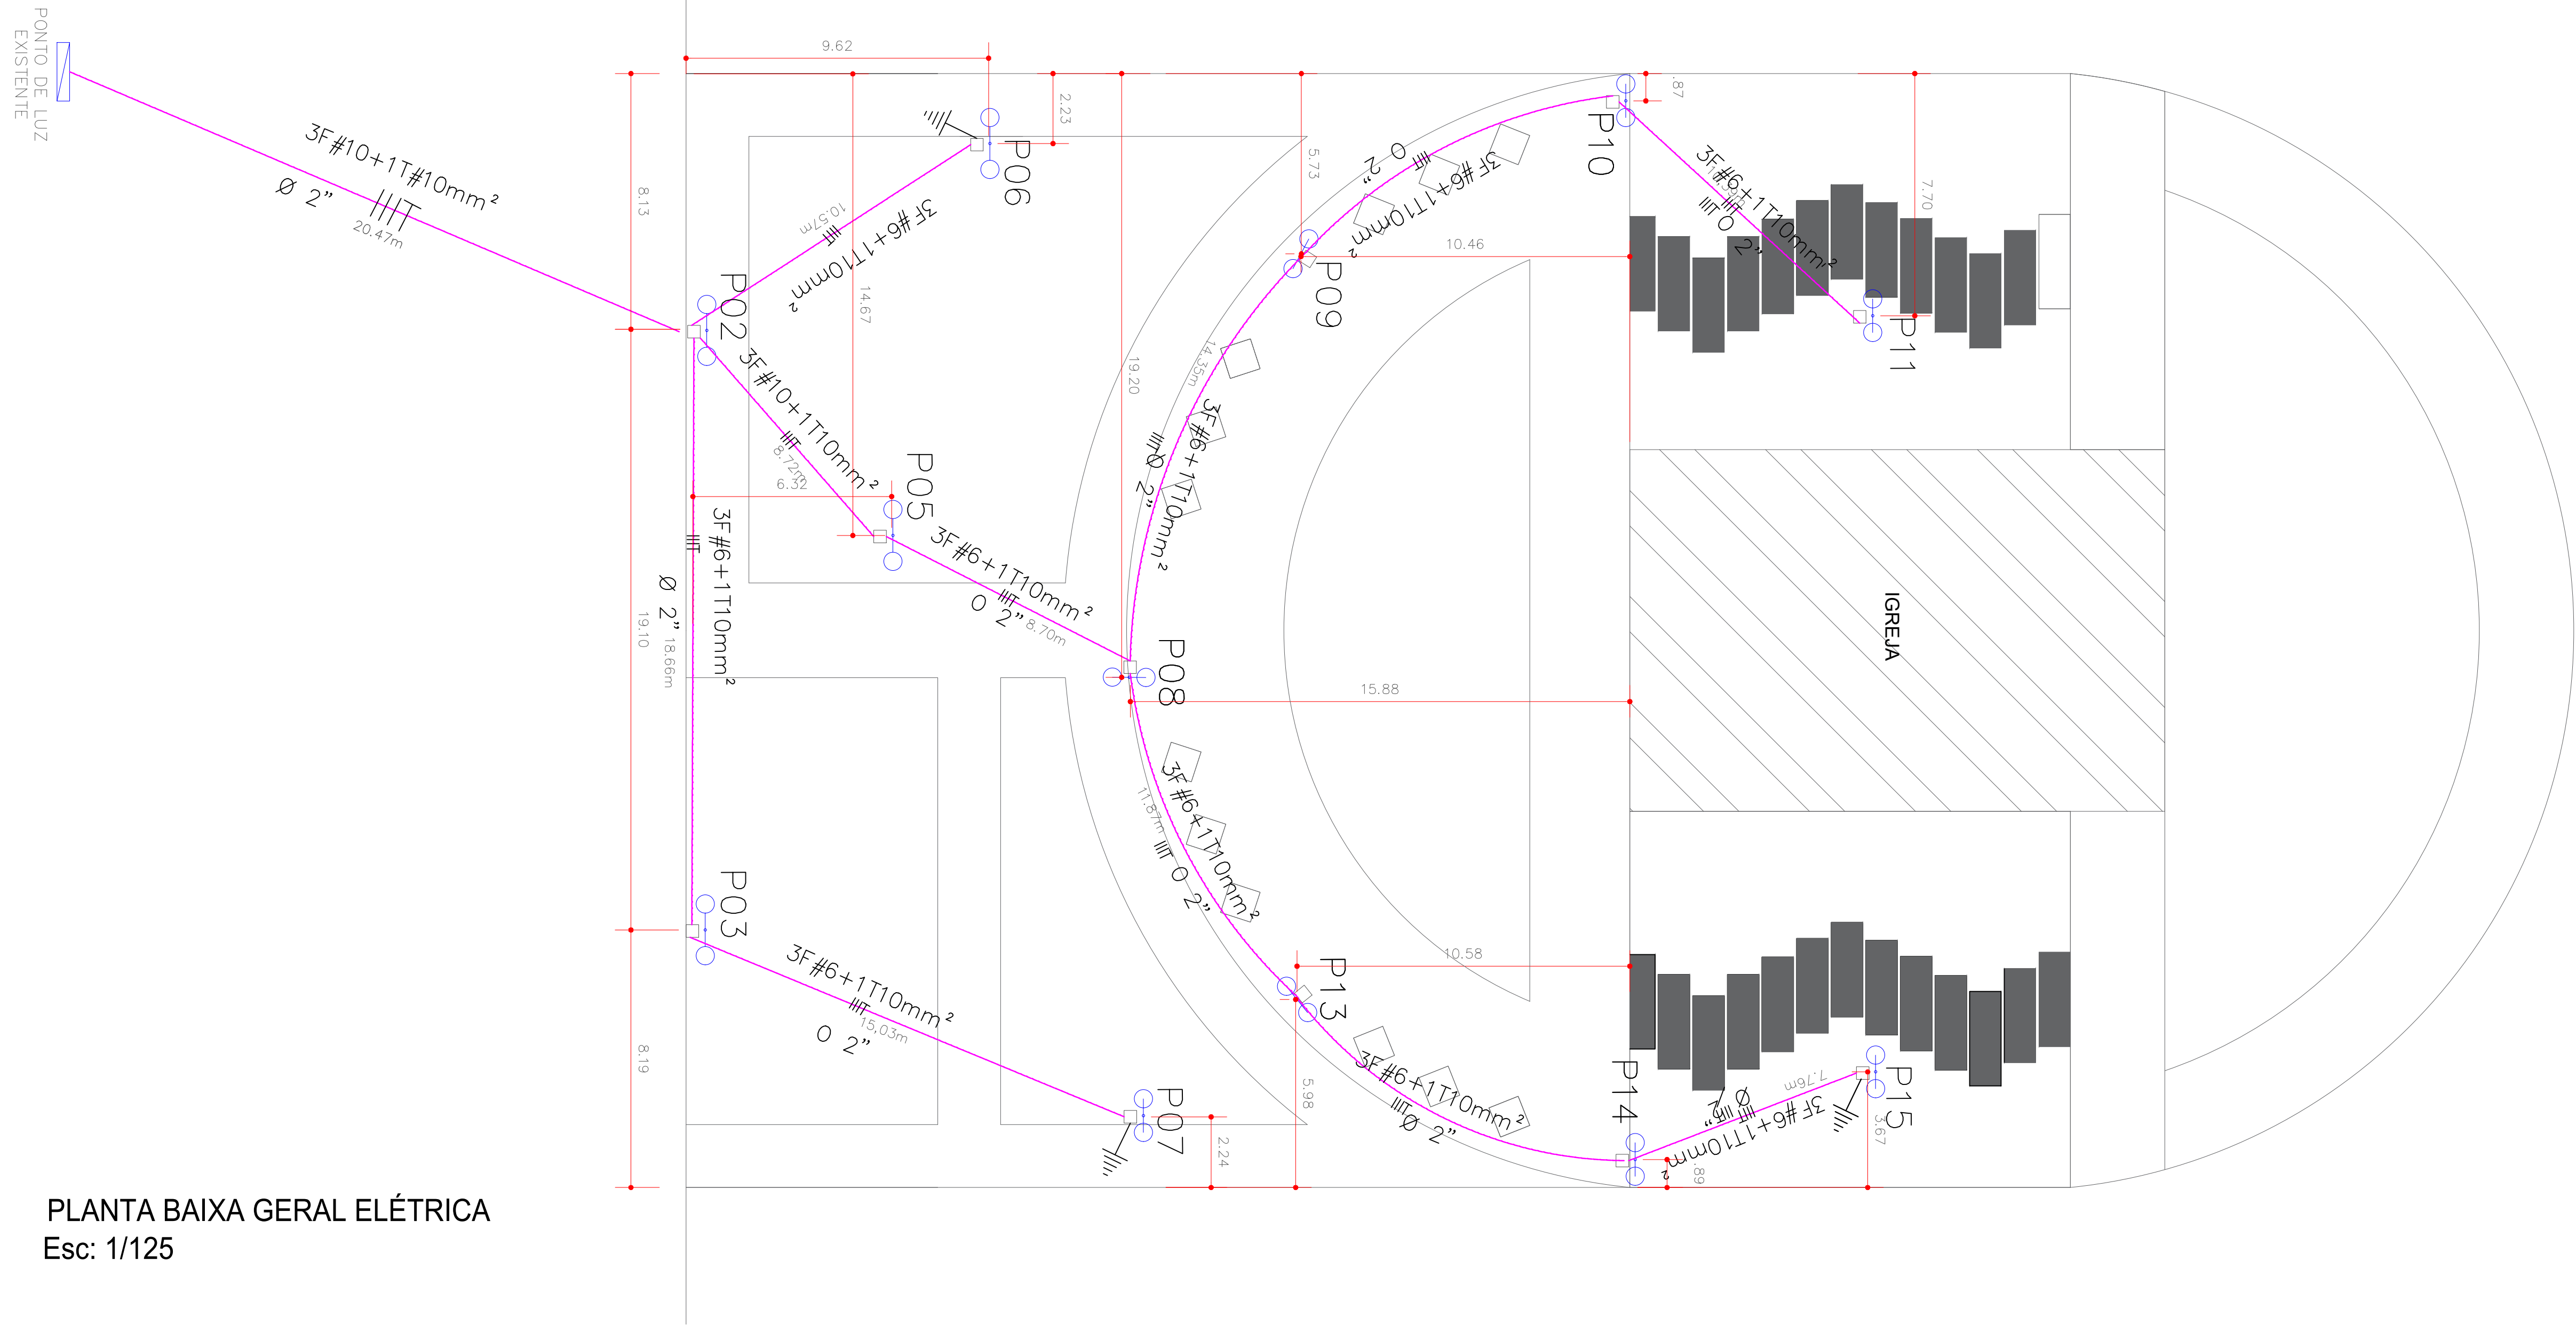 PONTO DE LUZ
EXISTENTE
3F#10+1T#10mm²
Ø 2"
20.47m
9.62
2.23
8.13
P06
3F#6+1T10mm²
10.57m
P02
14.67
3F#10+1T10mm²
8.72m
6.32
P05
3F#6+1T10mm²
O 2"
8.70m
19.20
3F#6+1T10mm²
Ø 2"
18.66m
19.10
P03
3F#6+1T10mm²
O 2"
15,03m
8.19
P07
2.24
5.73
3F#6+1T10mm²
O 2"
P09
10.46
14.35m
3F#6+1T10mm²
Ø 2"
P08
15.88
3F#6+1T10mm²
11.87m
O 2"
10.58
P13
5.98
3F#6+1T10mm²
Ø 2"
P10
.87
3F#6+1T10mm²
O 2"
7.70
P11
IGREJA
P14
.89
7.76m
3F#6+1T10mm²
Ø 2"
P15
3.67
PLANTA BAIXA GERAL ELÉTRICA
Esc: 1/125